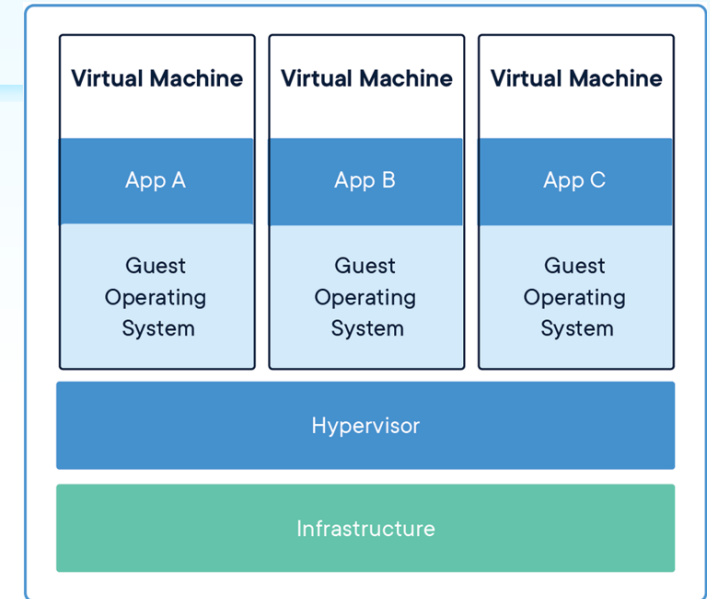 Virtual Machine
Virtual Machine
Virtual Machine
App A
App B
App C
Guest
Operating
System
Guest
Operating
System
Guest
Operating
System
Hypervisor
Infrastructure